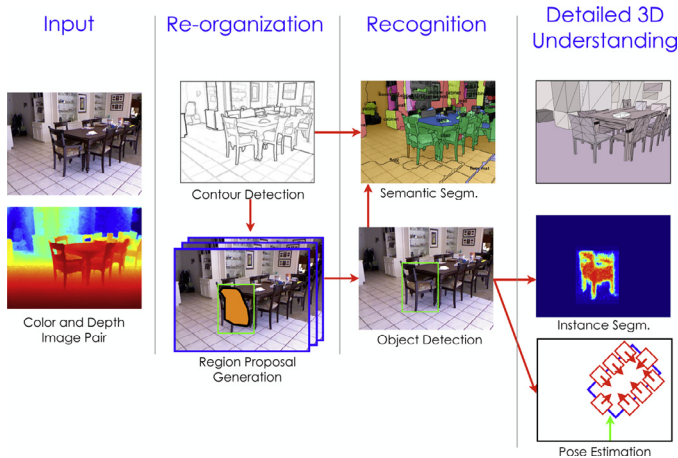 Input
Re-organization
Recognition
Detailed 3D
Understanding
Contour Detection
Semantic Segm.
Color and Depth
Image Pair
Region Proposal
Generation
Object Detection
Instance Segm.
Pose Estimation